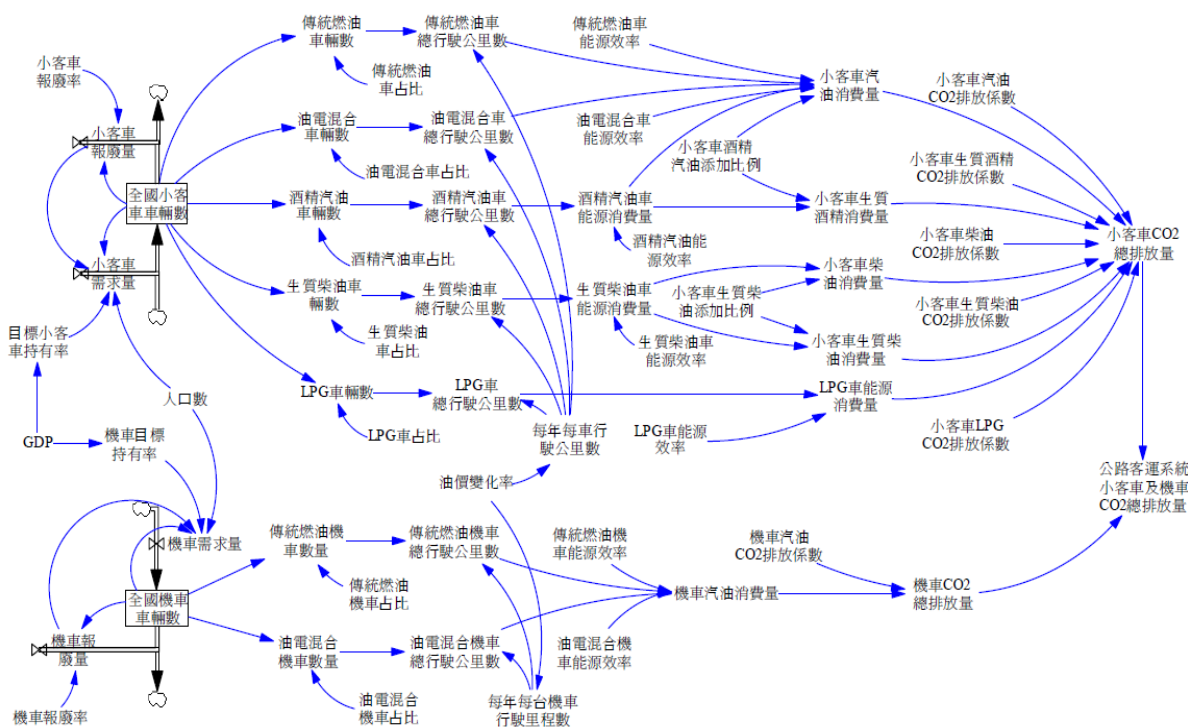 傳統燃油
車輛數
傳統燃油車
總行駛公里數
傳統燃油車
能源效率
小客車
報廢率
傳統燃油
車占比
小客車汽
油消費量
小客車汽油
CO2排放係數
小客車
報廢量
油電混合
車輛數
油電混合車
總行駛公里數
油電混合車
能源效率
小客車酒精
汽油添加比例
小客車生質酒精
CO2排放係數
油電混合車占比
全國小客
車車輛數
酒精汽油
車輛數
酒精汽油車
總行駛公里數
酒精汽油車
能源消費量
小客車生質
酒精消費量
小客車柴油
CO2排放係數
小客車CO2
總排放量
酒精汽油車占比
酒精汽油能
源效率
小客車
需求量
生質柴油車
輛數
生質柴油車
總行駛公里數
生質柴油車
能源消費量
小客車生質柴
油添加比例
小客車柴
油消費量
小客車生質柴油
CO2排放係數
目標小客
車持有率
生質柴油
車占比
生質柴油車
能源效率
小客車生質柴
油消費量
人口數
LPG車輛數
LPG車
總行駛公里數
LPG車能源
消費量
GDP
機車目標
持有率
LPG車占比
每年每車行
駛公里數
LPG車能源
效率
小客車LPG
CO2排放係數
油價變化率
公路客運系統
小客車及機車
CO2總排放量
機車需求量
傳統燃油機
車數量
傳統燃油機車
總行駛公里數
傳統燃油機
車能源效率
機車汽油
CO2排放係數
全國機車
車輛數
傳統燃油
機車占比
機車汽油消費量
機車CO2
總排放量
機車報
廢量
油電混合
機車數量
油電混合機車
總行駛公里數
油電混合機
車能源效率
機車報廢率
油電混合
機車占比
每年每台機車
行駛里程數